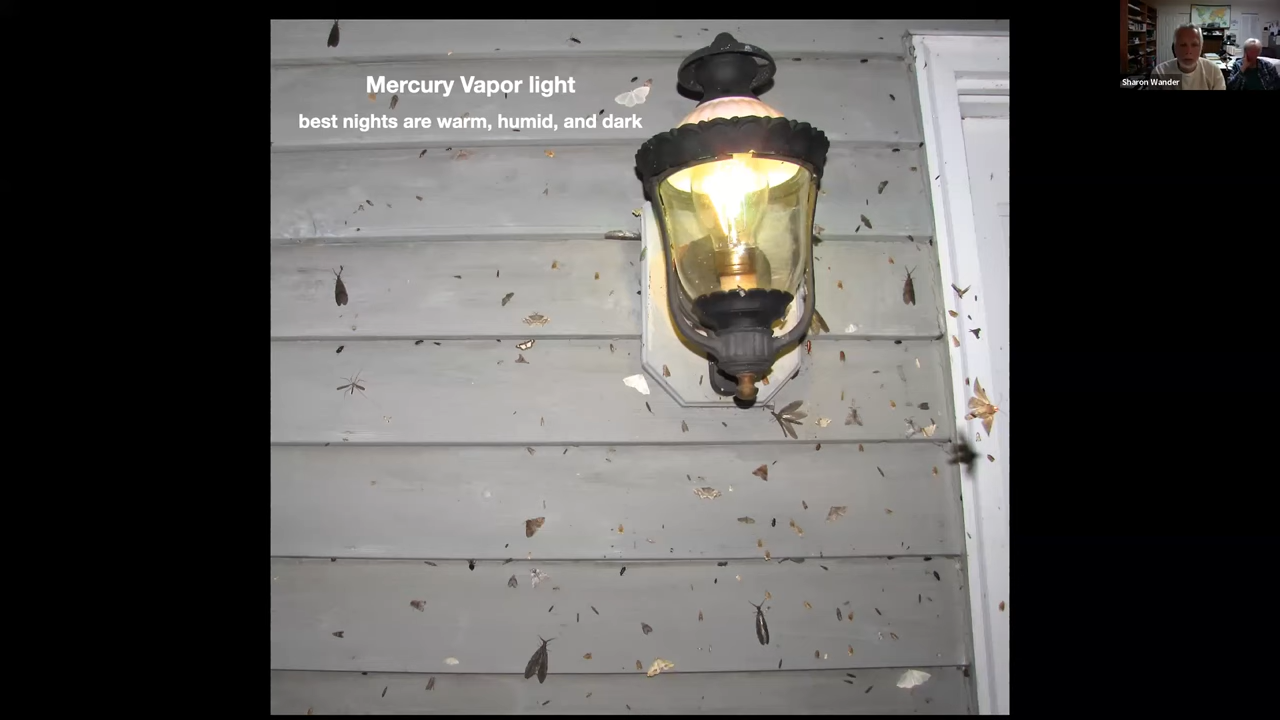 Mercury Vapor light
best nights are warm, humid, and dark
Sharon Wander